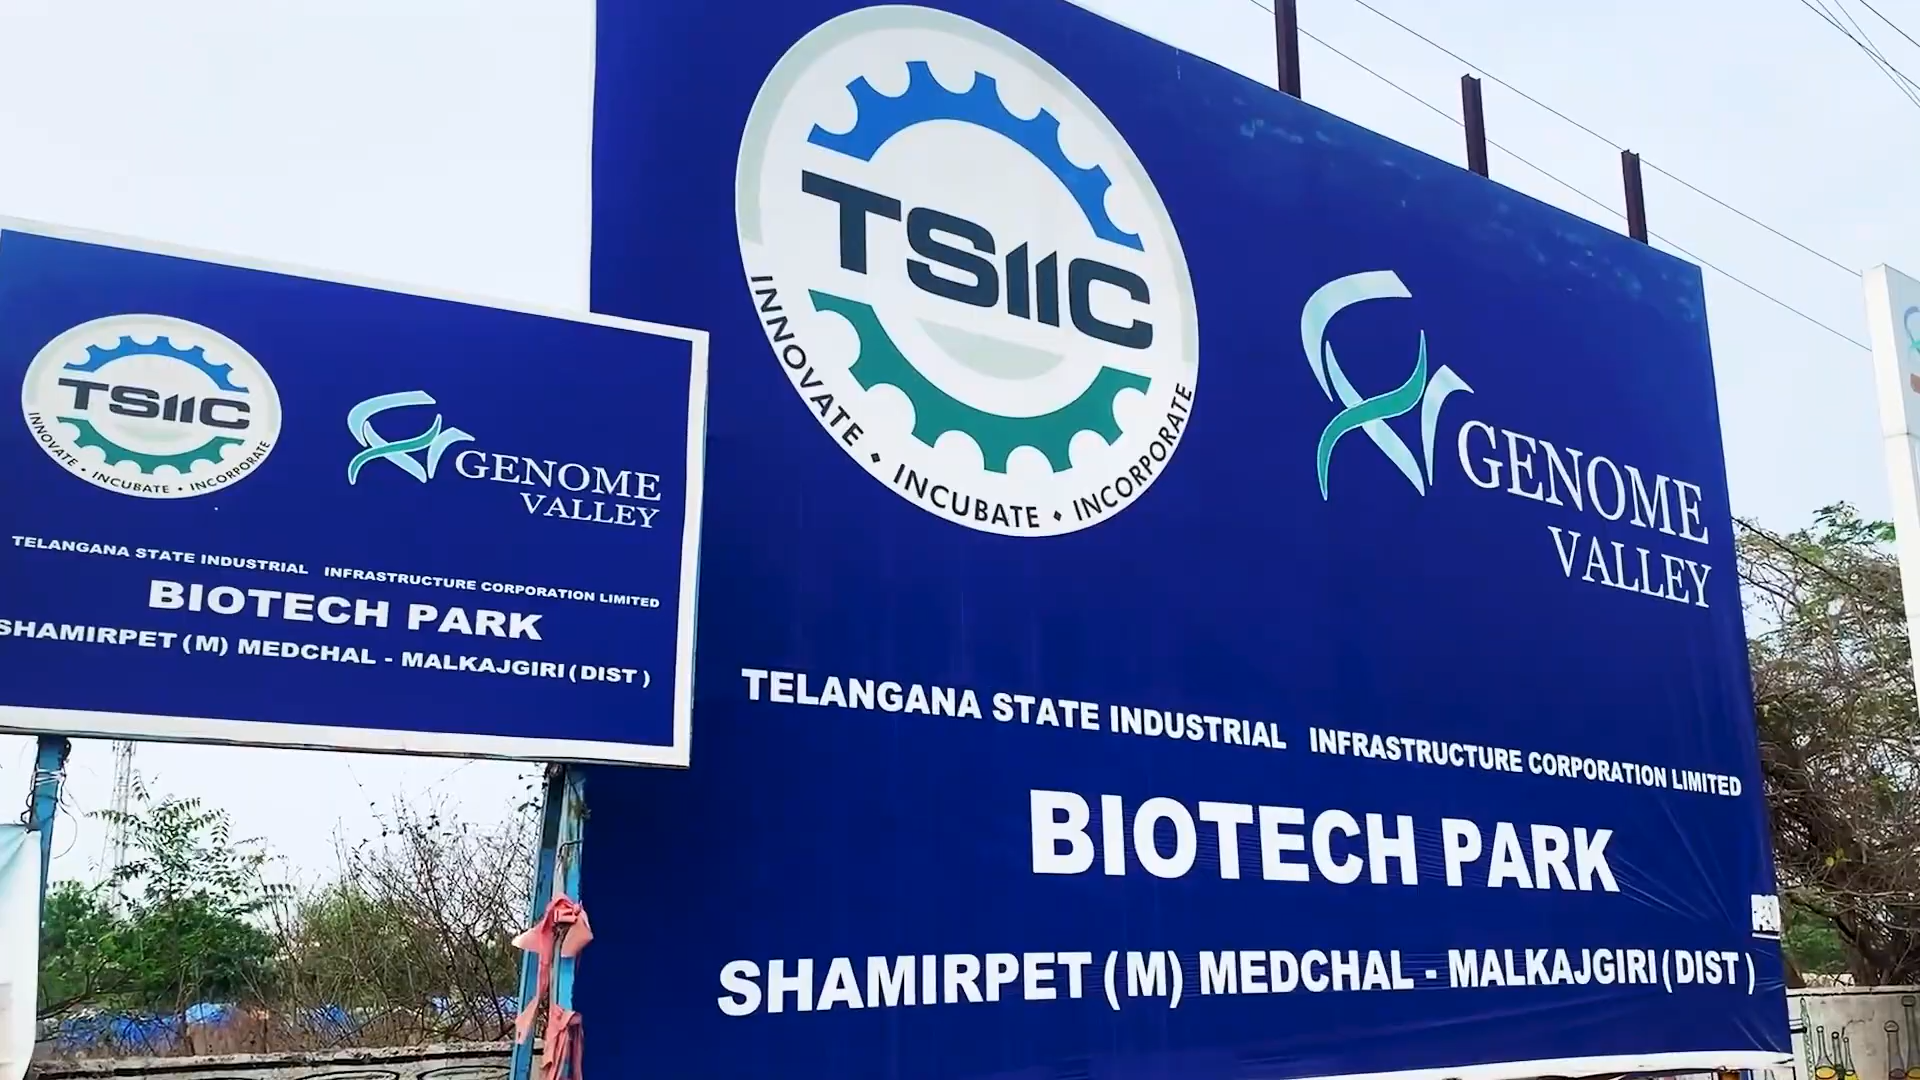 TSIIC
INNOVATE • INCUBATE • INCORPORATE
GENOME
VALLEY
TELANGANA STATE INDUSTRIAL INFRASTRUCTURE CORPORATION LIMITED
BIOTECH PARK
SHAMIRPET (M) MEDCHAL - MALKAJGIRI (DIST )
TSIIC
INNOVATE ♦ INCUBATE ♦ INCORPORATE
GENOME
VALLEY
TELANGANA STATE INDUSTRIAL INFRASTRUCTURE CORPORATION LIMITED
BIOTECH PARK
SHAMIRPET (M) MEDCHAL - MALKAJGIRI (DIST )